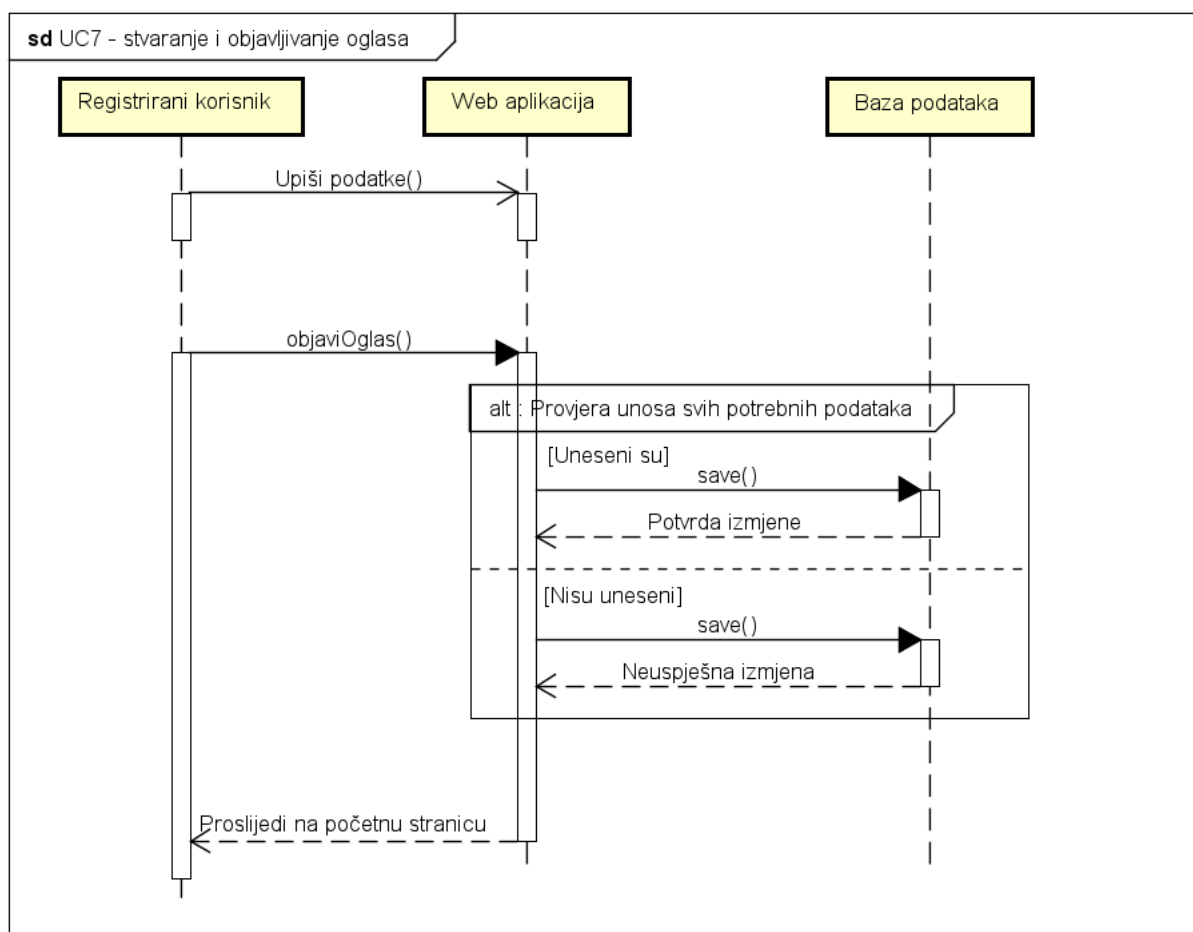 sd UC7 - stvaranje i objavljivanje oglasa
Registrirani korisnik
Web aplikacija
Baza podataka
Upiši podatke()
objaviOglas()
alt : Provjera unosa svih potrebnih podataka
[Uneseni su]
save()
Potvrda izmjene
[Nisu uneseni]
save()
Neuspješna izmjena
Proslijedi na početnu stranicu